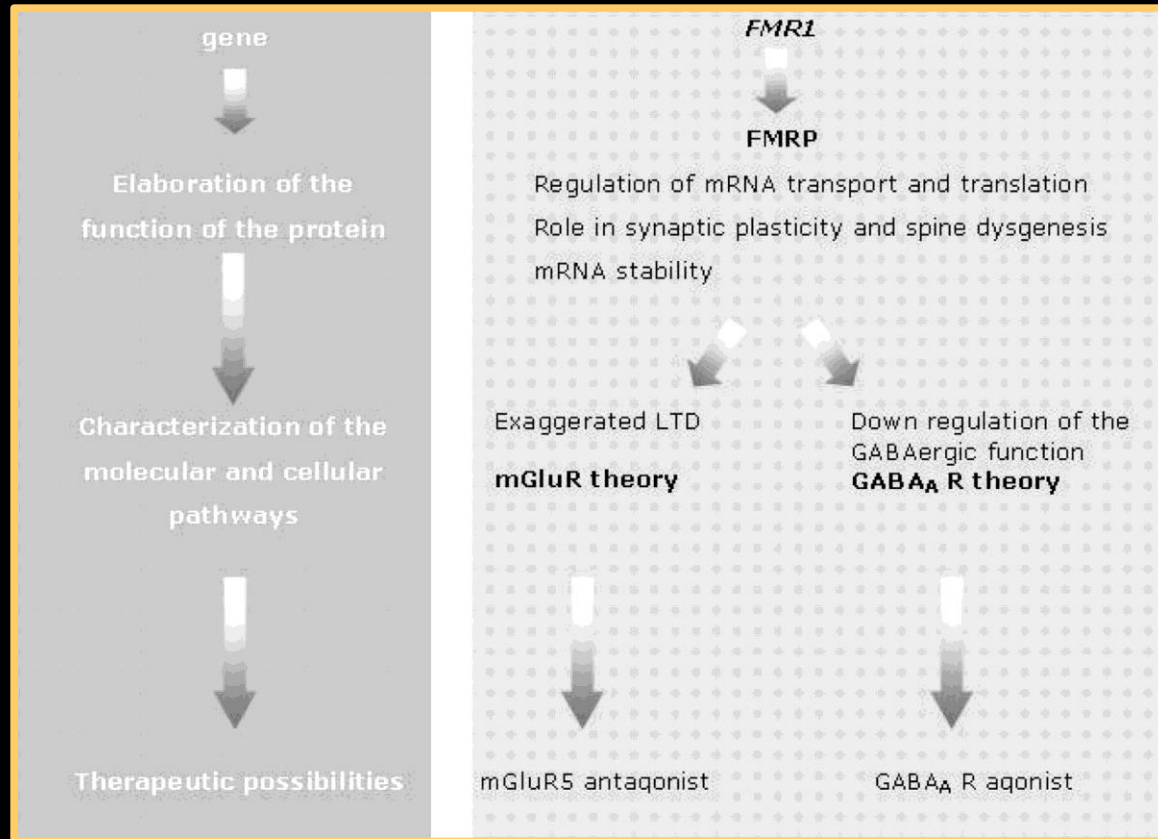 gene
Elaboration of the
function of the protein
Characterization of the
molecular and cellular
pathways
Therapeutic possibilities
FMR1
FMRP
Regulation of mRNA transport and translation
Role in synaptic plasticity and spine dysgenesis
mRNA stability
Exaggerated LTD
mGluR theory
Down regulation of the
GABAergic function
GABAA R theory
mGluR5 antagonist
GABAA R agonist